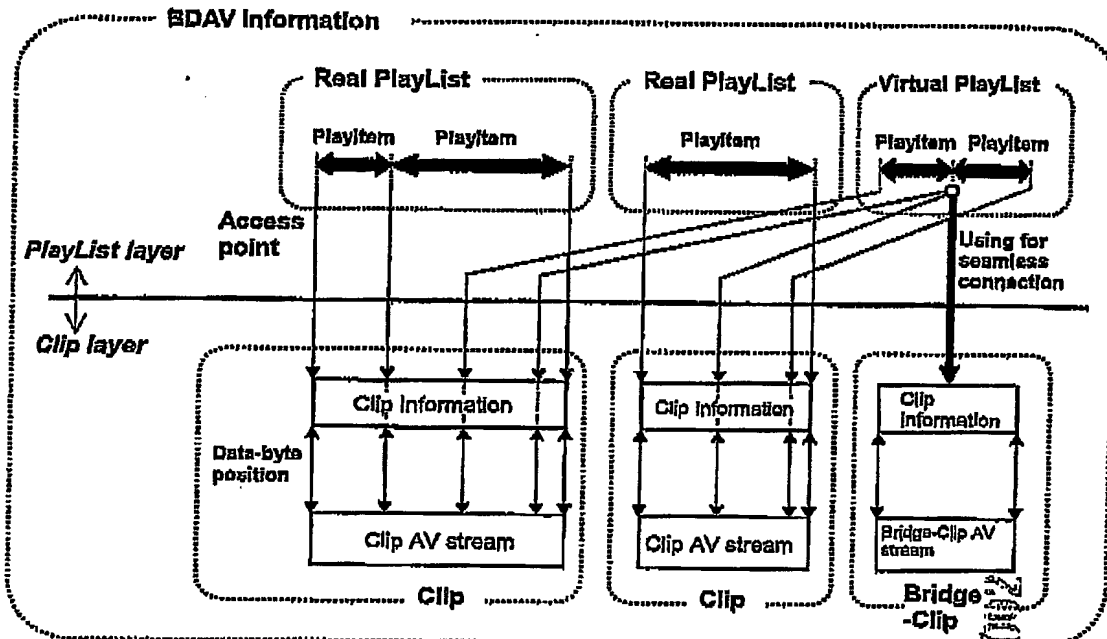 BDAV Information
Real PlayList
Real PlayList
Virtual PlayList
PlayItem
PlayItem
PlayItem
PlayItem
PlayItem
Access
point
PlayList layer
Clip layer
Using for
seamless
connection
Clip Information
Clip Information
Clip
Information
Data-byte
position
Clip AV stream
Clip AV stream
Bridge-Clip AV
stream
Clip
Clip
Bridge
-Clip